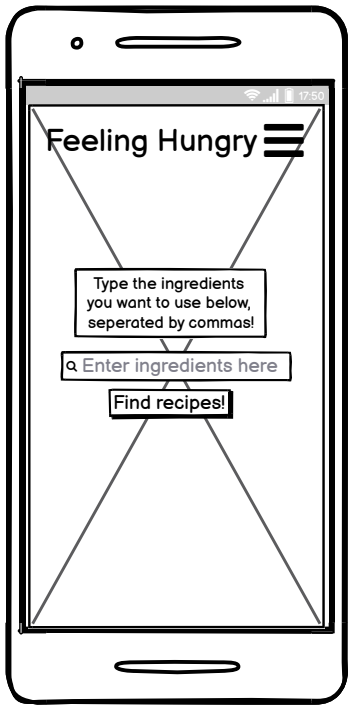 17:50
Feeling Hungry
Type the ingredients
you want to use below,
seperated by commas!
Enter ingredients here
Find recipes!